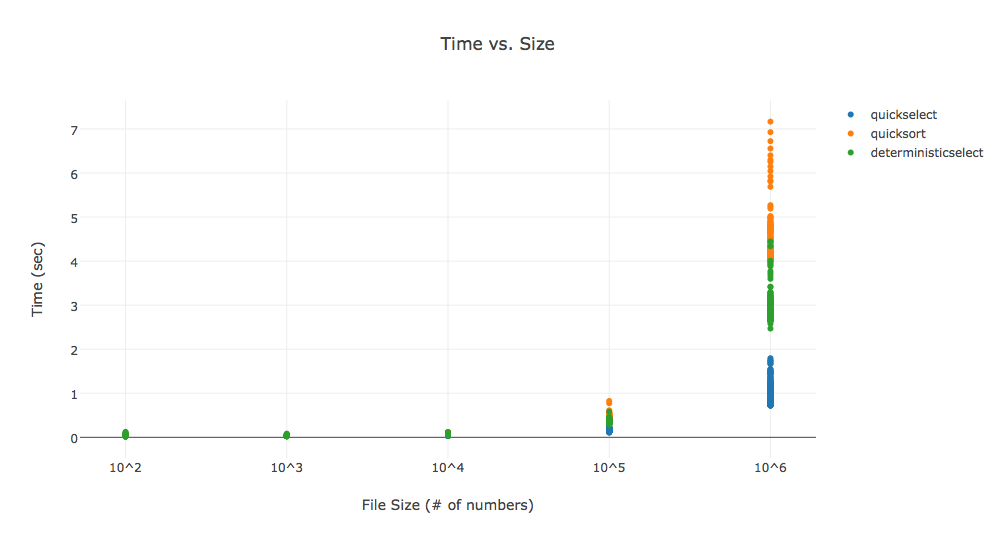 Time vs. Size
quickselect
quicksort
deterministicselect
Time (sec)
7
6
5
4
3
2
1
0
10^2
10^3
10^4
10^5
10^6
File Size (# of numbers)